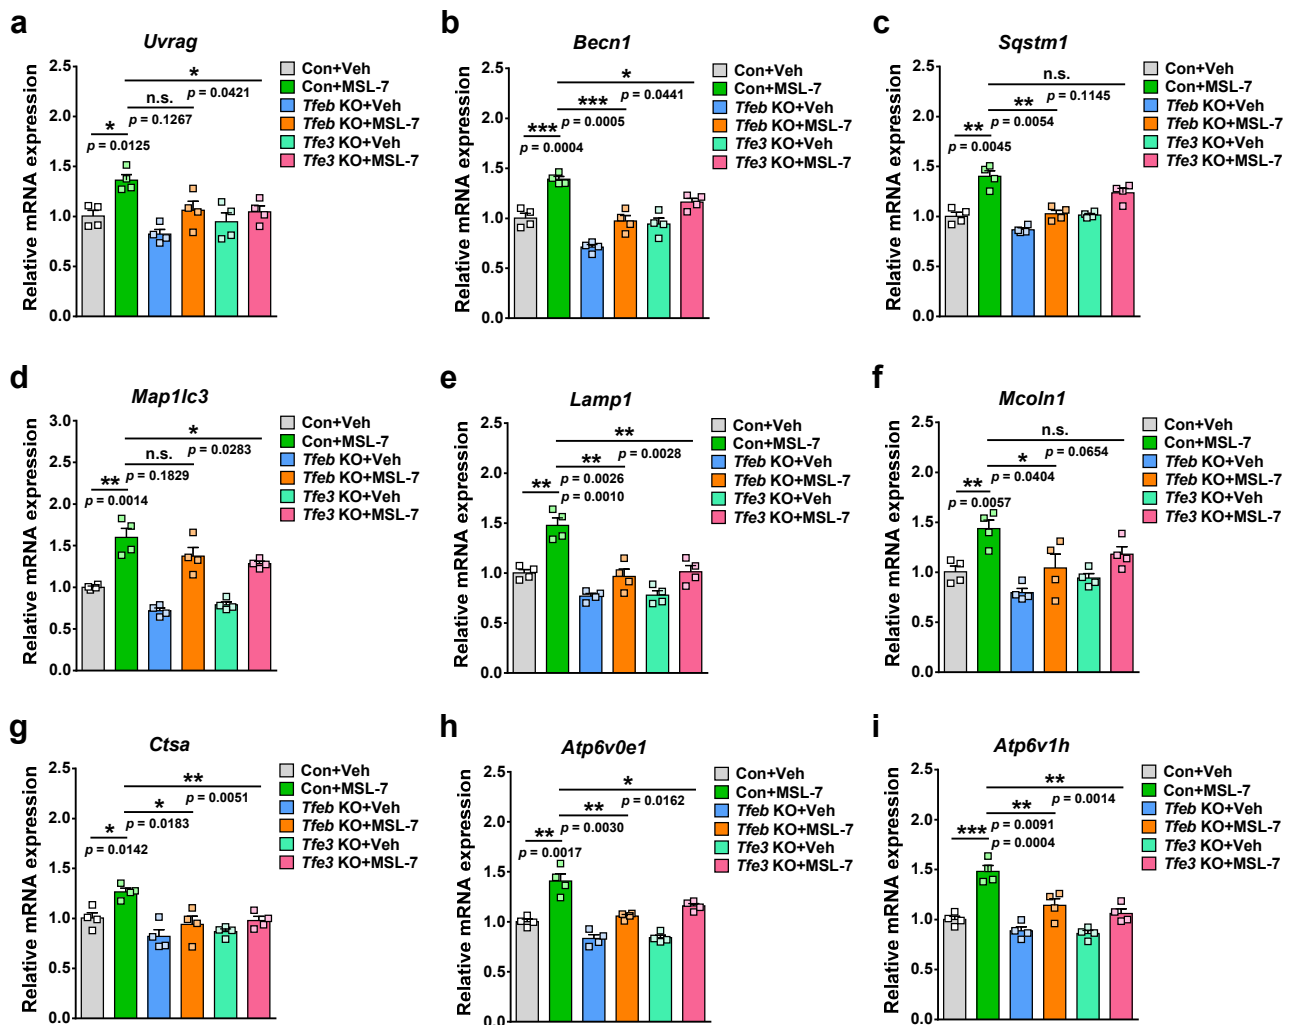 a
Uvrag
Relative mRNA expression
2.5
2.0
1.5
1.0
0.5
0.0
*
p = 0.0421
n.s.
p = 0.1267
*
p = 0.0125
Con+Veh
Con+MSL-7
Tfeb KO+Veh
Tfeb KO+MSL-7
Tfe3 KO+Veh
Tfe3 KO+MSL-7
b
Becn1
Relative mRNA expression
2.5
2.0
1.5
1.0
0.5
0.0
*
p = 0.0441
***
p = 0.0005
***
p = 0.0004
Con+Veh
Con+MSL-7
Tfeb KO+Veh
Tfeb KO+MSL-7
Tfe3 KO+Veh
Tfe3 KO+MSL-7
c
Sqstm1
Relative mRNA expression
2.5
2.0
1.5
1.0
0.5
0.0
n.s.
p = 0.1145
**
p = 0.0054
**
p = 0.0045
Con+Veh
Con+MSL-7
Tfeb KO+Veh
Tfeb KO+MSL-7
Tfe3 KO+Veh
Tfe3 KO+MSL-7
d
Map1lc3
Relative mRNA expression
3.0
2.5
2.0
1.5
1.0
0.5
0.0
*
p = 0.0283
n.s.
p = 0.1829
**
p = 0.0014
Con+Veh
Con+MSL-7
Tfeb KO+Veh
Tfeb KO+MSL-7
Tfe3 KO+Veh
Tfe3 KO+MSL-7
e
Lamp1
Relative mRNA expression
2.5
2.0
1.5
1.0
0.5
0.0
**
p = 0.0028
**
p = 0.0026
**
p = 0.0010
Con+Veh
Con+MSL-7
Tfeb KO+Veh
Tfeb KO+MSL-7
Tfe3 KO+Veh
Tfe3 KO+MSL-7
f
Mcoln1
Relative mRNA expression
2.5
2.0
1.5
1.0
0.5
0.0
n.s.
p = 0.0654
*
p = 0.0404
**
p = 0.0057
Con+Veh
Con+MSL-7
Tfeb KO+Veh
Tfeb KO+MSL-7
Tfe3 KO+Veh
Tfe3 KO+MSL-7
g
Ctsa
Relative mRNA expression
2.5
2.0
1.5
1.0
0.5
0.0
**
p = 0.0051
*
p = 0.0183
*
p = 0.0142
Con+Veh
Con+MSL-7
Tfeb KO+Veh
Tfeb KO+MSL-7
Tfe3 KO+Veh
Tfe3 KO+MSL-7
h
Atp6v0e1
Relative mRNA expression
2.5
2.0
1.5
1.0
0.5
0.0
*
p = 0.0162
**
p = 0.0030
**
p = 0.0017
Con+Veh
Con+MSL-7
Tfeb KO+Veh
Tfeb KO+MSL-7
Tfe3 KO+Veh
Tfe3 KO+MSL-7
i
Atp6v1h
Relative mRNA expression
2.5
2.0
1.5
1.0
0.5
0.0
**
p = 0.0014
**
p = 0.0091
***
p = 0.0004
Con+Veh
Con+MSL-7
Tfeb KO+Veh
Tfeb KO+MSL-7
Tfe3 KO+Veh
Tfe3 KO+MSL-7